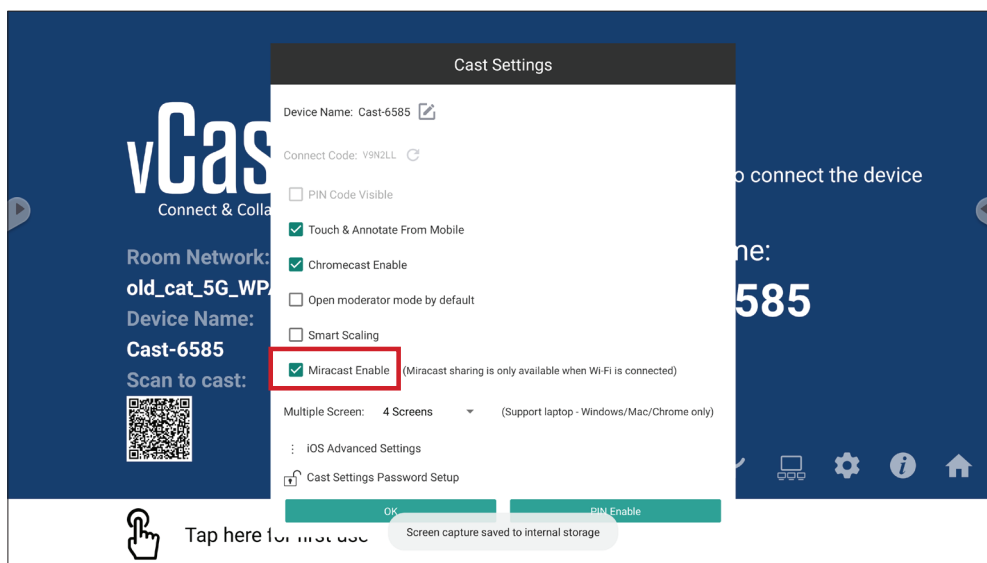 Cast Settings
Device Name: Cast-6585
Connect Code: V9N2LL
PIN Code Visible
Touch & Annotate From Mobile
Chromecast Enable
Open moderator mode by default
Smart Scaling
Miracast Enable (Miracast sharing is only available when Wi-Fi is connected)
Multiple Screen: 4 Screens (Support laptop - Windows/Mac/Chrome only)
iOS Advanced Settings
Cast Settings Password Setup
OK PIN Enable
Screen capture saved to internal storage
vCas
Connect & Colla
Room Network:
old_cat_5G_WP
Device Name:
Cast-6585
Scan to cast:
connect the device
me:
585
Tap here for first use